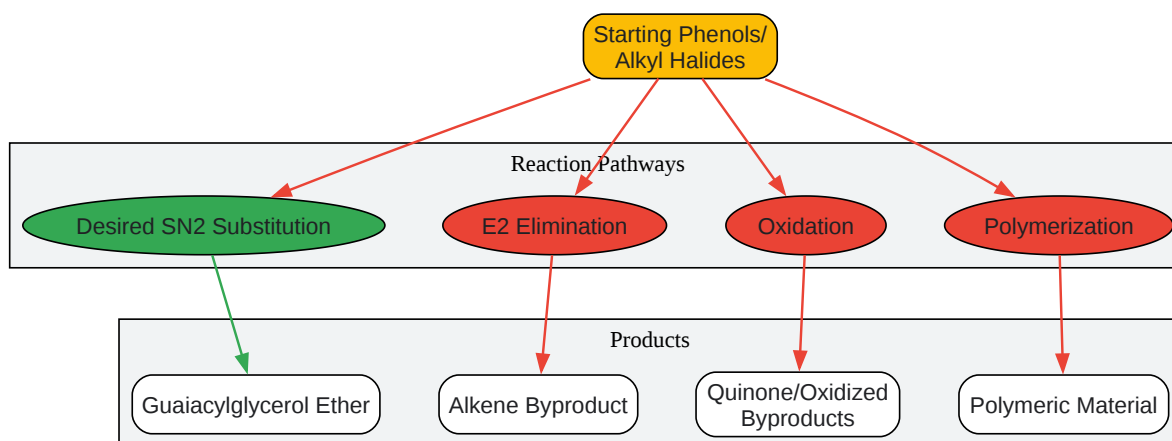 Starting Phenols/
Alkyl Halides
Reaction Pathways
Desired SN2 Substitution
E2 Elimination
Oxidation
Polymerization
Products
Guaiacylglycerol Ether
Alkene Byproduct
Quinone/Oxidized
Byproducts
Polymeric Material